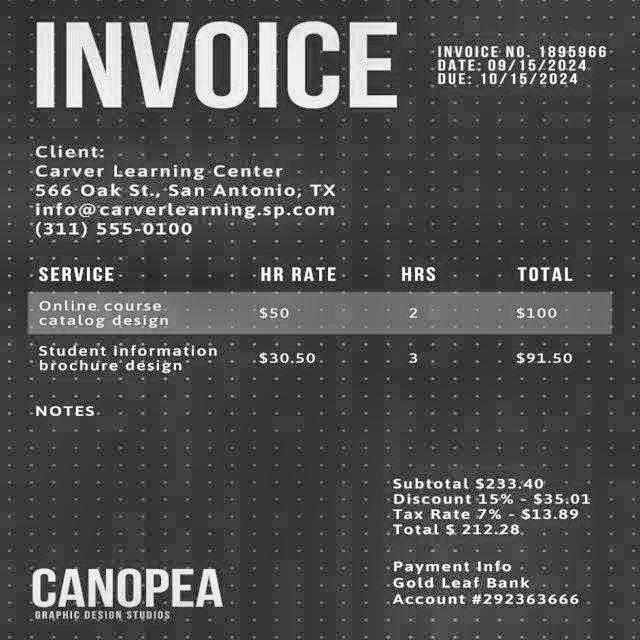 INVOICE
INVOICE NO. 1895966
DATE: 09/15/2024
DUE: 10/15/2024
Client:
Carver Learning Center
566 Oak St., San Antonio, TX
info@carverlearning.sp.com
(311) 555-0100
SERVICE HR RATE HRS TOTAL
Online course
catalog design $50 2 $100
Student information
brochure design $30.50 3 $91.50
NOTES
Subtotal $233.40
Discount 15% - $35.01
Tax Rate 7% - $13.89
Total $ 212.28
Payment Info
Gold Leaf Bank
Account #292363666
CANOPEA
GRAPHIC DESIGN STUDIOS